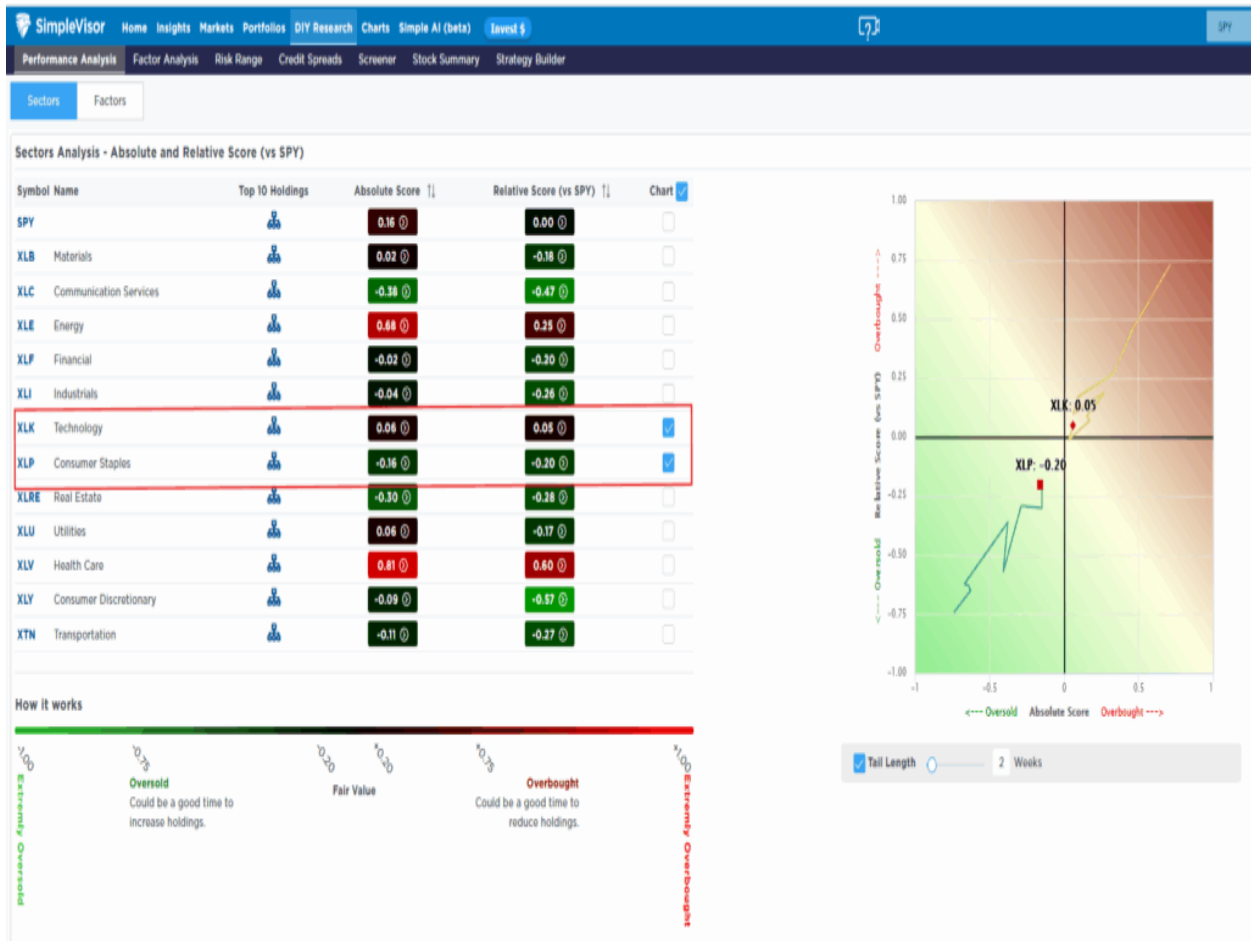 SimpleVisor Home Insights Markets Portfolios DIY Research Charts Simple AI (beta) Invest $ SPY
Performance Analysis Factor Analysis Risk Range Credit Spreads Screener Stock Summary Strategy Builder
Sectors Factors
Sectors Analysis - Absolute and Relative Score (vs SPY)
Symbol Name Top 10 Holdings Absolute Score Relative Score (vs SPY) Chart
SPY 0.16 0.00
XLB Materials 0.02 -0.18
XLC Communication Services -0.38 -0.47
XLE Energy 0.68 0.25
XLF Financial -0.02 -0.20
XLI Industrials -0.04 -0.26
XLK Technology 0.06 0.05
XLP Consumer Staples -0.16 -0.20
XLRE Real Estate -0.30 -0.28
XLU Utilities 0.06 -0.17
XLV Health Care 0.81 0.60
XLY Consumer Discretionary -0.09 -0.57
XTN Transportation -0.11 -0.27
How it works
-1.00 -0.75 -0.20 +0.20 +0.75 +1.00
Extremly Oversold
Oversold
Could be a good time to
increase holdings.
Fair Value
Overbought
Could be a good time to
reduce holdings.
Extremly Overbought
<--- Oversold Relative Score (vs SPY) Overbought --->
1.00
0.75
0.50
0.25
0.00
-0.25
-0.50
-0.75
-1.00
XLK: 0.05
XLP: -0.20
-1 -0.5 0 0.5 1
<--- Oversold Absolute Score Overbought --->
Tail Length 2 Weeks